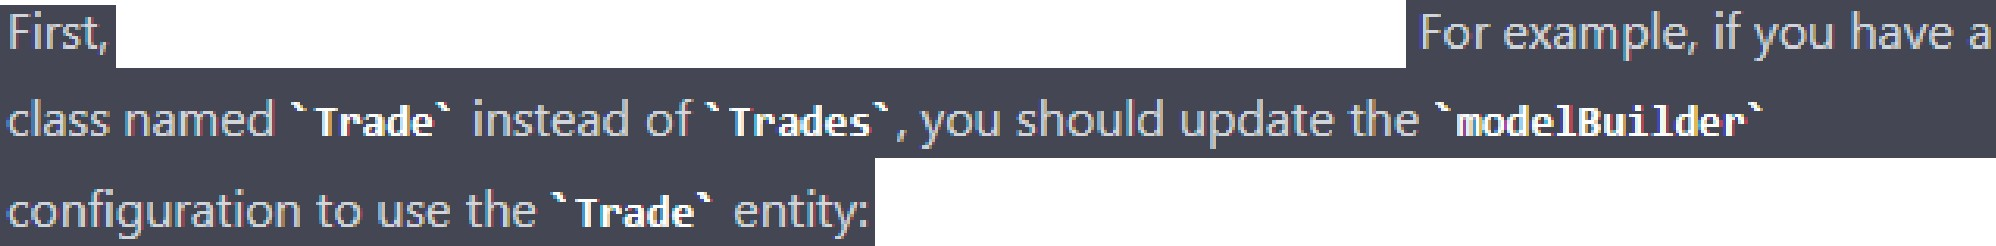 First, For example, if you have a
class named `Trade` instead of `Trades`, you should update the `modelBuilder`
configuration to use the `Trade` entity: